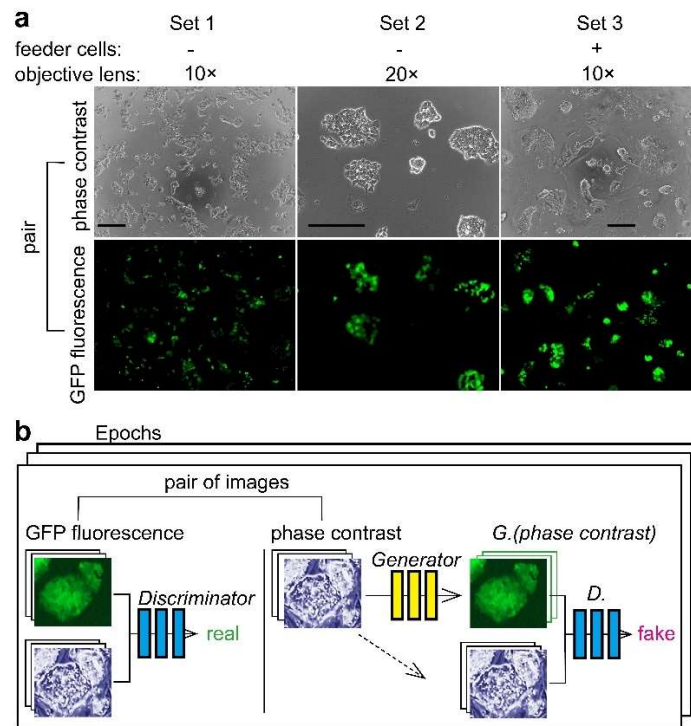 a
Set 1 Set 2 Set 3
feeder cells: - - +
objective lens: 10× 20× 10×
pair
phase contrast
GFP fluorescence
b
Epochs
pair of images
GFP fluorescence phase contrast G.(phase contrast)
Generator
Discriminator D.
real fake